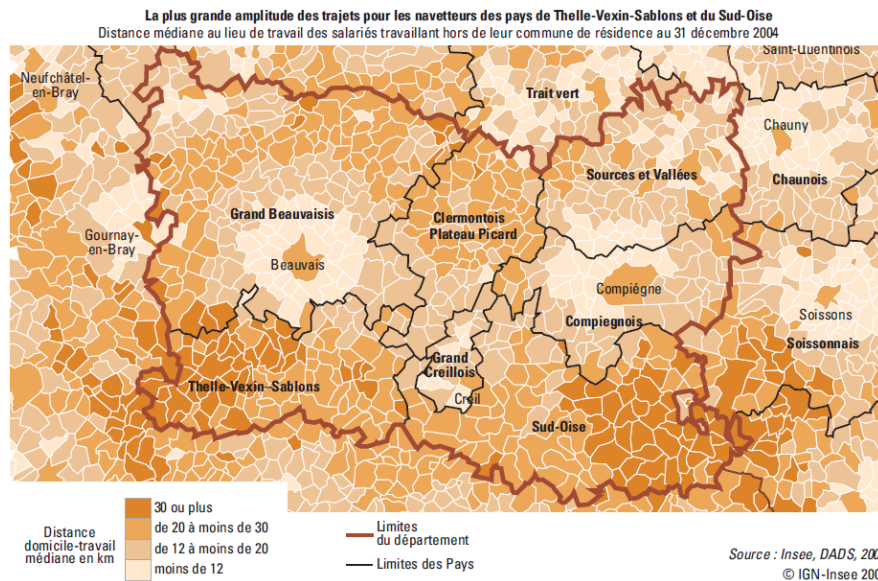 La plus grande amplitude des trajets pour les navetteurs des pays de Thelle-Vexin-Sablons et du Sud-Oise
Distance médiane au lieu de travail des salariés travaillant hors de leur commune de résidence au 31 décembre 2004
Saint-Quentinois
Neufchâtel-
en-Bray
Trait vert
Chauny
Sources et Vallées
Chaunois
Grand Beauvaisis
Clermontois
Plateau Picard
Gournay-
en-Bray
Beauvais
Compiégne
Soissons
Compiegnois
Soissonnais
Grand
Creillois
Thelle-Vexin-Sablons
Creil
Sud-Oise
Distance
domicile-travail
médiane en km
30 ou plus
de 20 à moins de 30
de 12 à moins de 20
moins de 12
Limites
du département
Limites des Pays
Source : Insee, DADS, 200
© IGN-Insee 200